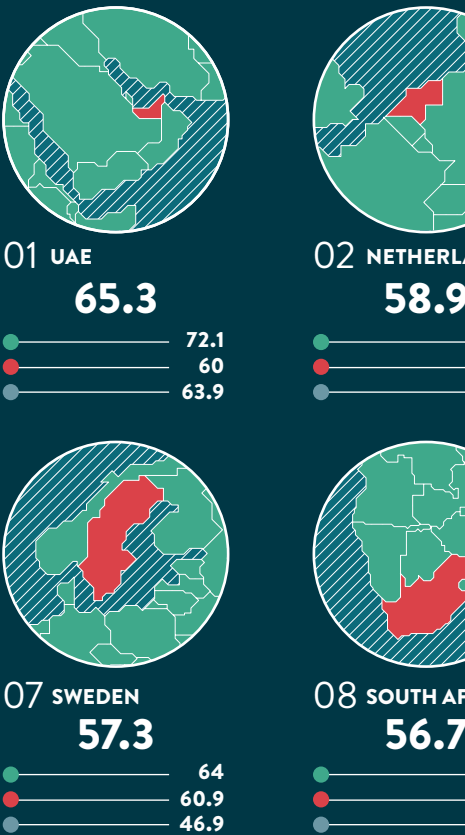 01 UAE
65.3
72.1
60
63.9
02 NETHERLA
58.9
07 SWEDEN
57.3
64
60.9
46.9
08 SOUTH AF
56.7